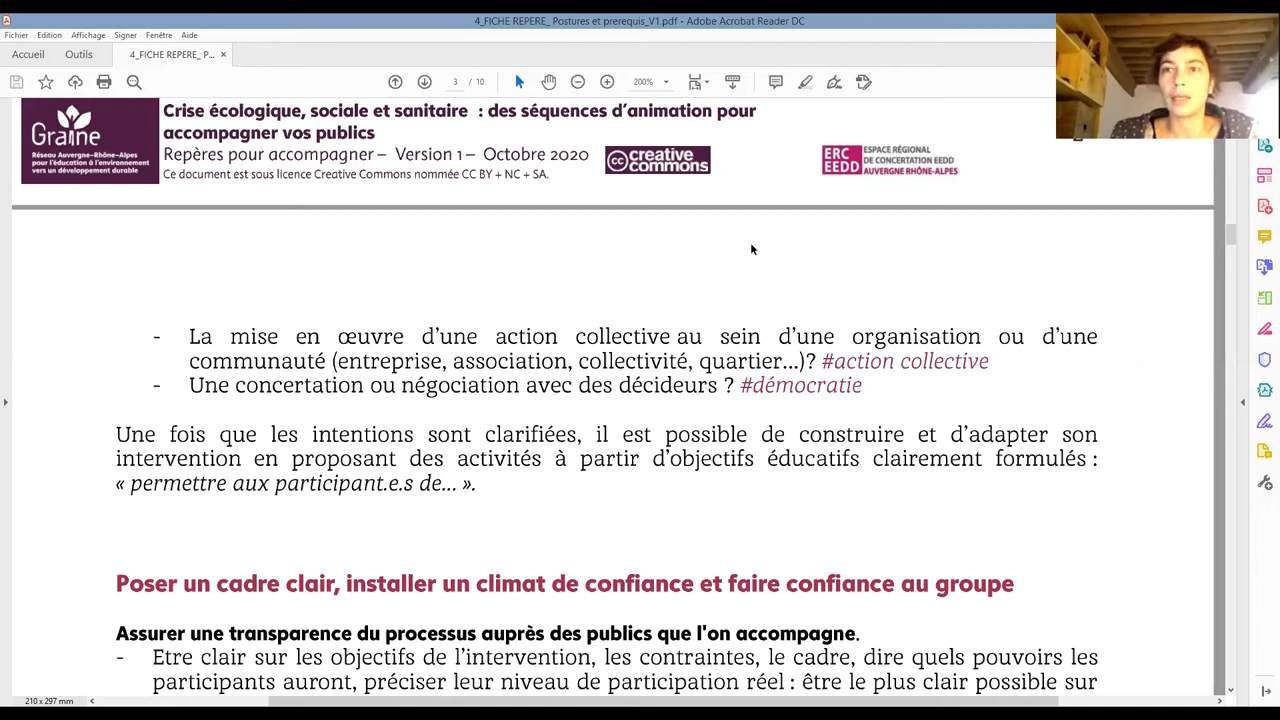 4_FICHE REPERE_ Postures et prerequis_V1.pdf - Adobe Acrobat Reader DC
Fichier Edition Affichage Signer Fenêtre Aide
Accueil Outils 4_FICHE REPERE_ P... ×
3 / 10 200%
Graine
Réseau Auvergne-Rhône-Alpes
pour l'éducation à l'environnement
vers un développement durable
Crise écologique, sociale et sanitaire : des séquences d'animation pour
accompagner vos publics
Repères pour accompagner – Version 1 – Octobre 2020
Ce document est sous licence Creative Commons nommée CC BY + NC + SA.
cc creative commons
ERC EEDD
ESPACE RÉGIONAL
DE CONCERTATION EEDD
AUVERGNE RHÔNE-ALPES
- La mise en œuvre d'une action collective au sein d'une organisation ou d'une
communauté (entreprise, association, collectivité, quartier...)? #action collective
- Une concertation ou négociation avec des décideurs ? #démocratie
Une fois que les intentions sont clarifiées, il est possible de construire et d'adapter son
intervention en proposant des activités à partir d'objectifs éducatifs clairement formulés :
« permettre aux participant.e.s de... ».
Poser un cadre clair, installer un climat de confiance et faire confiance au groupe
Assurer une transparence du processus auprès des publics que l'on accompagne.
- Etre clair sur les objectifs de l'intervention, les contraintes, le cadre, dire quels pouvoirs les
participants auront, préciser leur niveau de participation réel : être le plus clair possible sur
210 x 297 mm